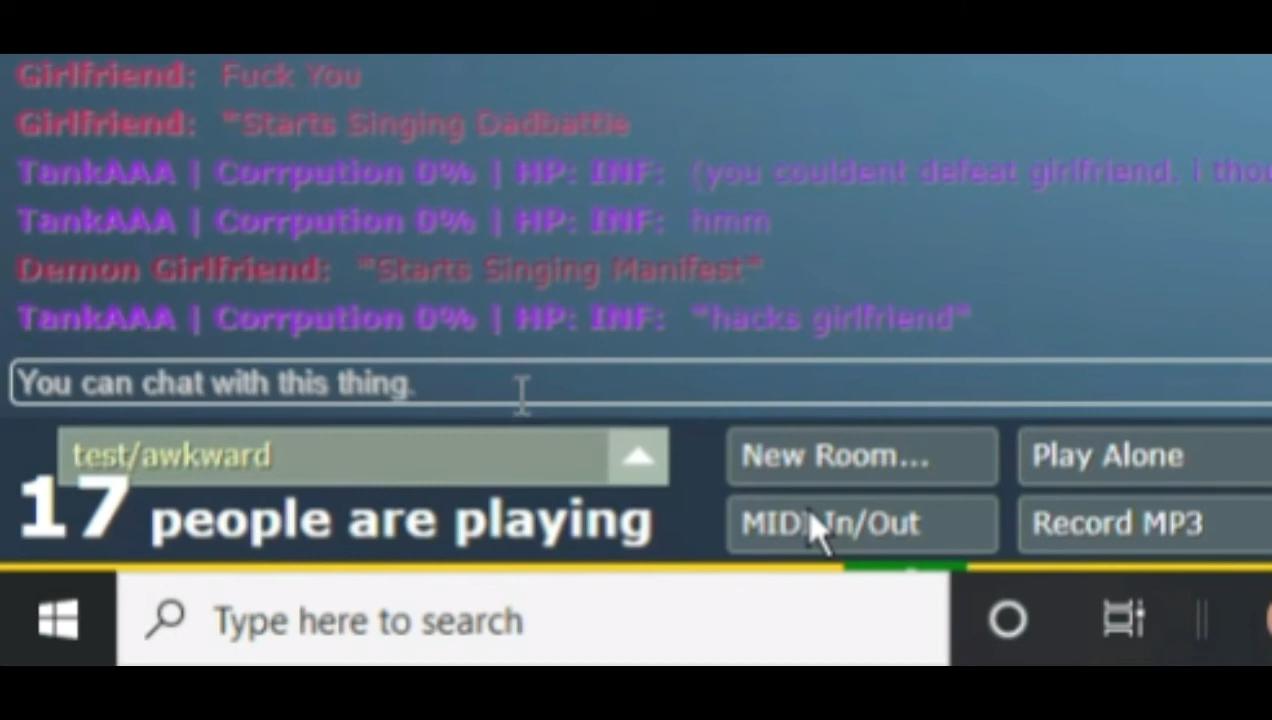 Girlfriend: Fuck You
Girlfriend: *Starts Singing Dadbattle
TankAAA | Corrpution 0% | HP: INF: (you couldent defeat girlfriend. i thou
TankAAA | Corrpution 0% | HP: INF: hmm
Demon Girlfriend: *Starts Singing Manifest*
TankAAA | Corrpution 0% | HP: INF: *hacks girlfriend*
You can chat with this thing.
test/awkward
New Room...
Play Alone
17 people are playing
MIDI In/Out
Record MP3
Type here to search